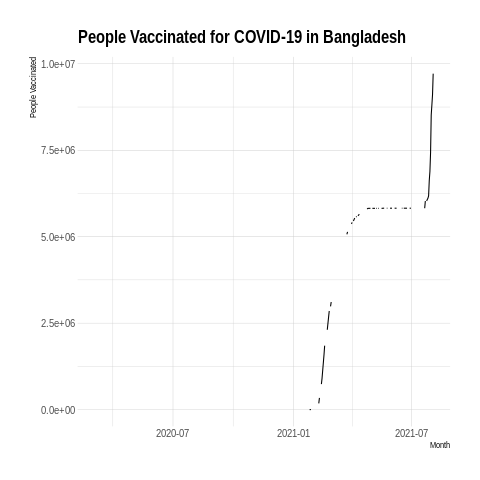 People Vaccinated for COVID-19 in Bangladesh
People Vaccinated
1.0e+07
7.5e+06
5.0e+06
2.5e+06
0.0e+00
2020-07 2021-01 2021-07
Month